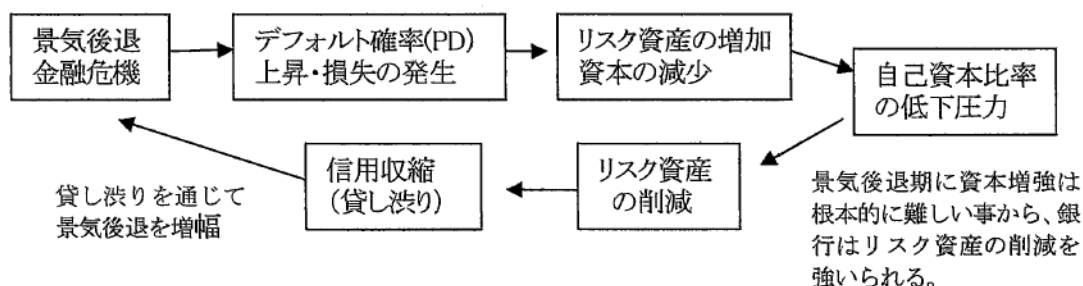 景気後退
金融危機
デフォルト確率(PD)
上昇・損失の発生
リスク資産の増加
資本の減少
自己資本比率
の低下圧力
リスク資産
の削減
信用収縮
(貸し渋り)
貸し渋りを通じて
景気後退を増幅
景気後退期に資本増強は
根本的に難しい事から、銀
行はリスク資産の削減を
強いられる。